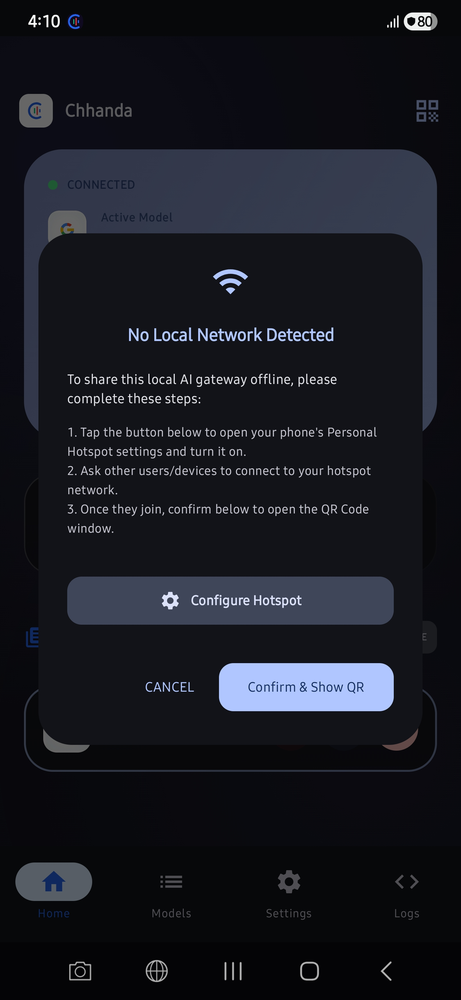 4:10
80
Chhanda
CONNECTED
Active Model
No Local Network Detected
To share this local AI gateway offline, please
complete these steps:
1. Tap the button below to open your phone's Personal
Hotspot settings and turn it on.
2. Ask other users/devices to connect to your hotspot
network.
3. Once they join, confirm below to open the QR Code
window.
Configure Hotspot
E
CANCEL
Confirm & Show QR
Home
Models
Settings
Logs